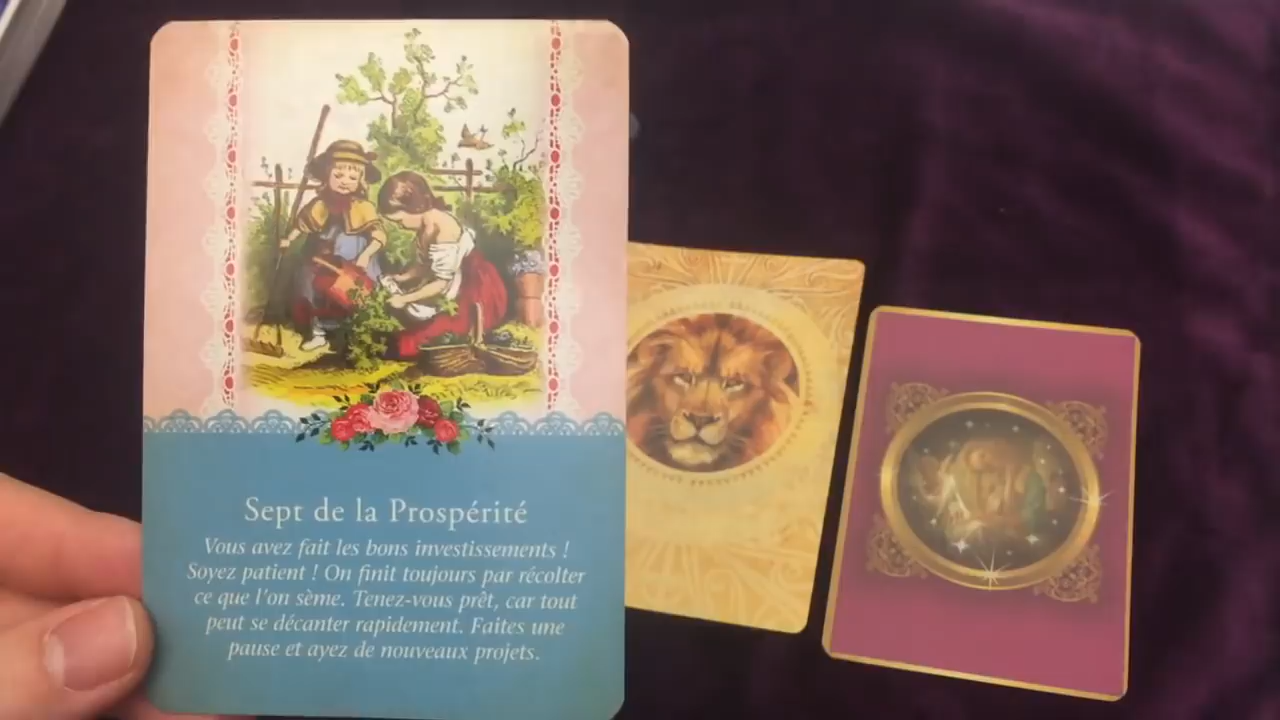 Sept de la Prospérité
Vous avez fait les bons investissements !
Soyez patient ! On finit toujours par récolter
ce que l'on sème. Tenez-vous prêt, car tout
peut se décanter rapidement. Faites une
pause et ayez de nouveaux projets.